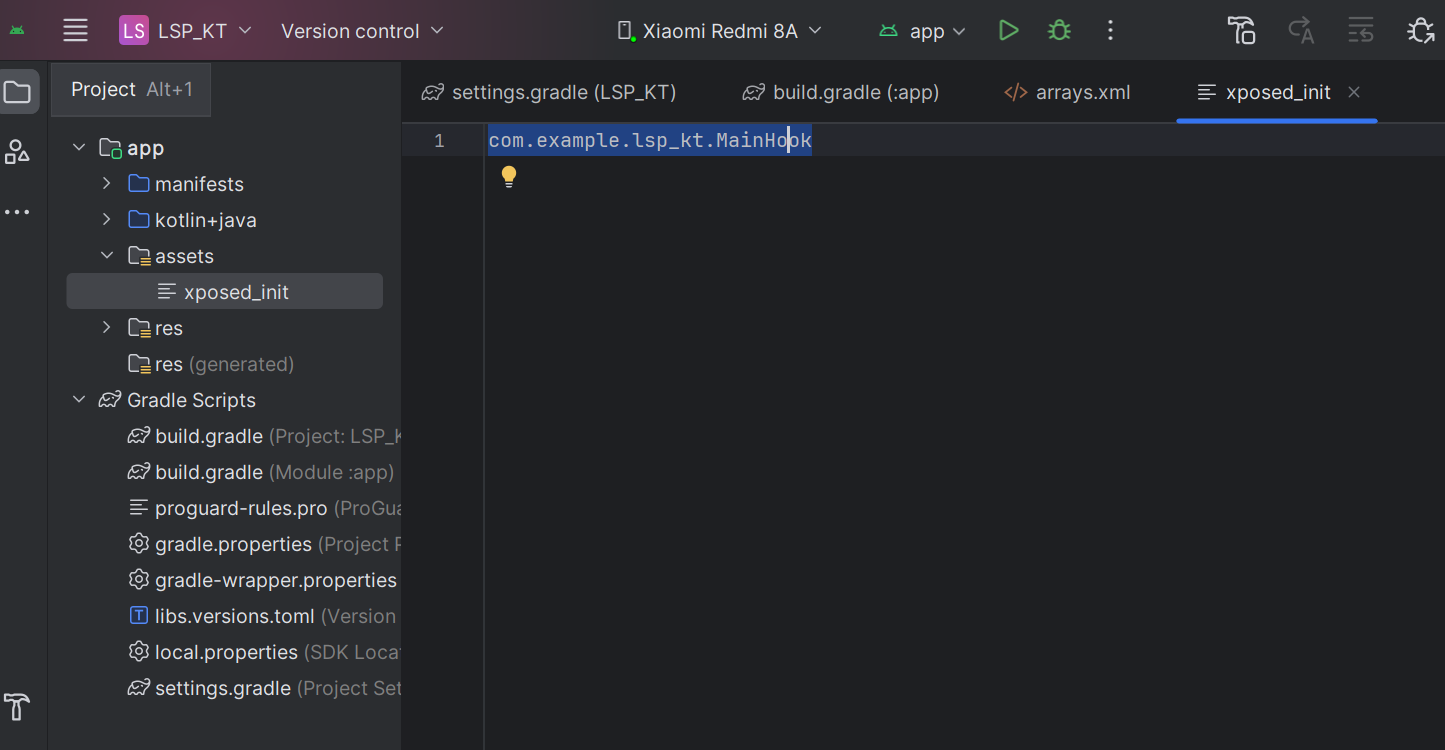 LS LSP_KT Version control Xiaomi Redmi 8A app
Project Alt+1
settings.gradle (LSP_KT) build.gradle (:app) arrays.xml xposed_init
1 com.example.lsp_kt.MainHook
app
manifests
kotlin+java
assets
xposed_init
res
res (generated)
Gradle Scripts
build.gradle (Project: LSP_K
build.gradle (Module :app)
proguard-rules.pro (ProGua
gradle.properties (Project P
gradle-wrapper.properties
libs.versions.toml (Version
local.properties (SDK Locat
settings.gradle (Project Set